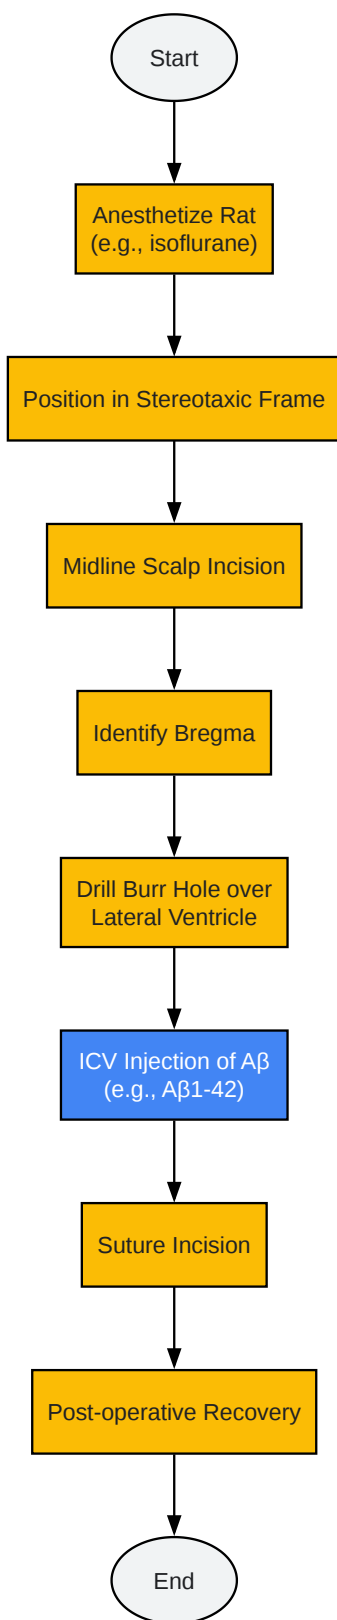 Start
Anesthetize Rat
(e.g., isoflurane)
Position in Stereotaxic Frame
Midline Scalp Incision
Identify Bregma
Drill Burr Hole over
Lateral Ventricle
ICV Injection of Aβ
(e.g., Aβ1-42)
Suture Incision
Post-operative Recovery
End